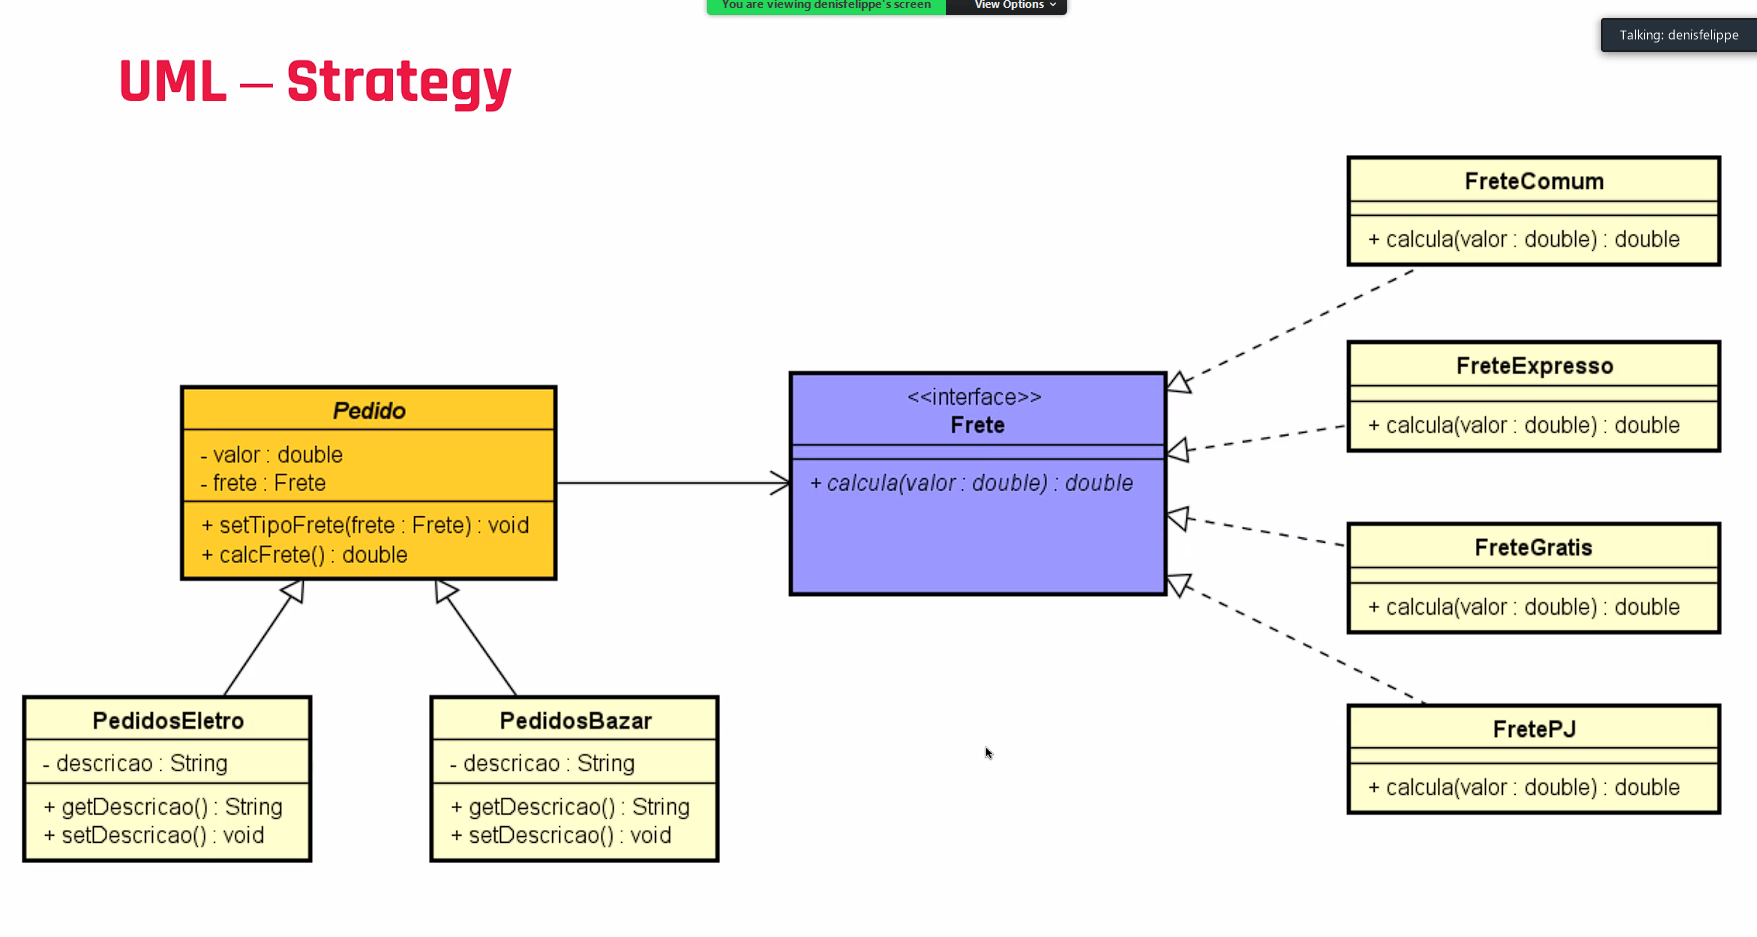 You are viewing denisfelippe's screen
View Options
Talking: denisfelippe
UML – Strategy
FreteComum
+ calcula(valor : double) : double
FreteExpresso
+ calcula(valor : double) : double
<<interface>>
Frete
+ calcula(valor : double) : double
Pedido
- valor : double
- frete : Frete
+ setTipoFrete(frete : Frete) : void
+ calcFrete() : double
FreteGratis
+ calcula(valor : double) : double
PedidosEletro
- descricao : String
+ getDescricao() : String
+ setDescricao() : void
PedidosBazar
- descricao : String
+ getDescricao() : String
+ setDescricao() : void
FretePJ
+ calcula(valor : double) : double